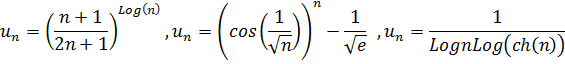 u_n = ((n+1)/(2n+1))^{Log(n)} , u_n = (cos(1/√n))^n − 1/√e , u_n = 1/(LognLog(ch(n)))